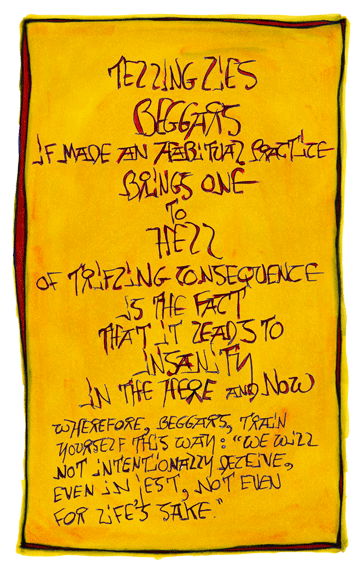 TELLING LIES
BEGGARS
IF MADE AN HABITUAL PRACTICE
BRINGS ONE
TO
HELL
OF TRIFLING CONSEQUENCE
IS THE FACT
THAT IT LEADS TO
INSANITY
IN THE HERE AND NOW
WHEREFORE, BEGGARS, TRAIN
YOURSELF THIS WAY: "WE WILL
NOT INTENTIONALLY DECEIVE,
EVEN IN JEST, NOT EVEN
FOR LIFE'S SAKE."